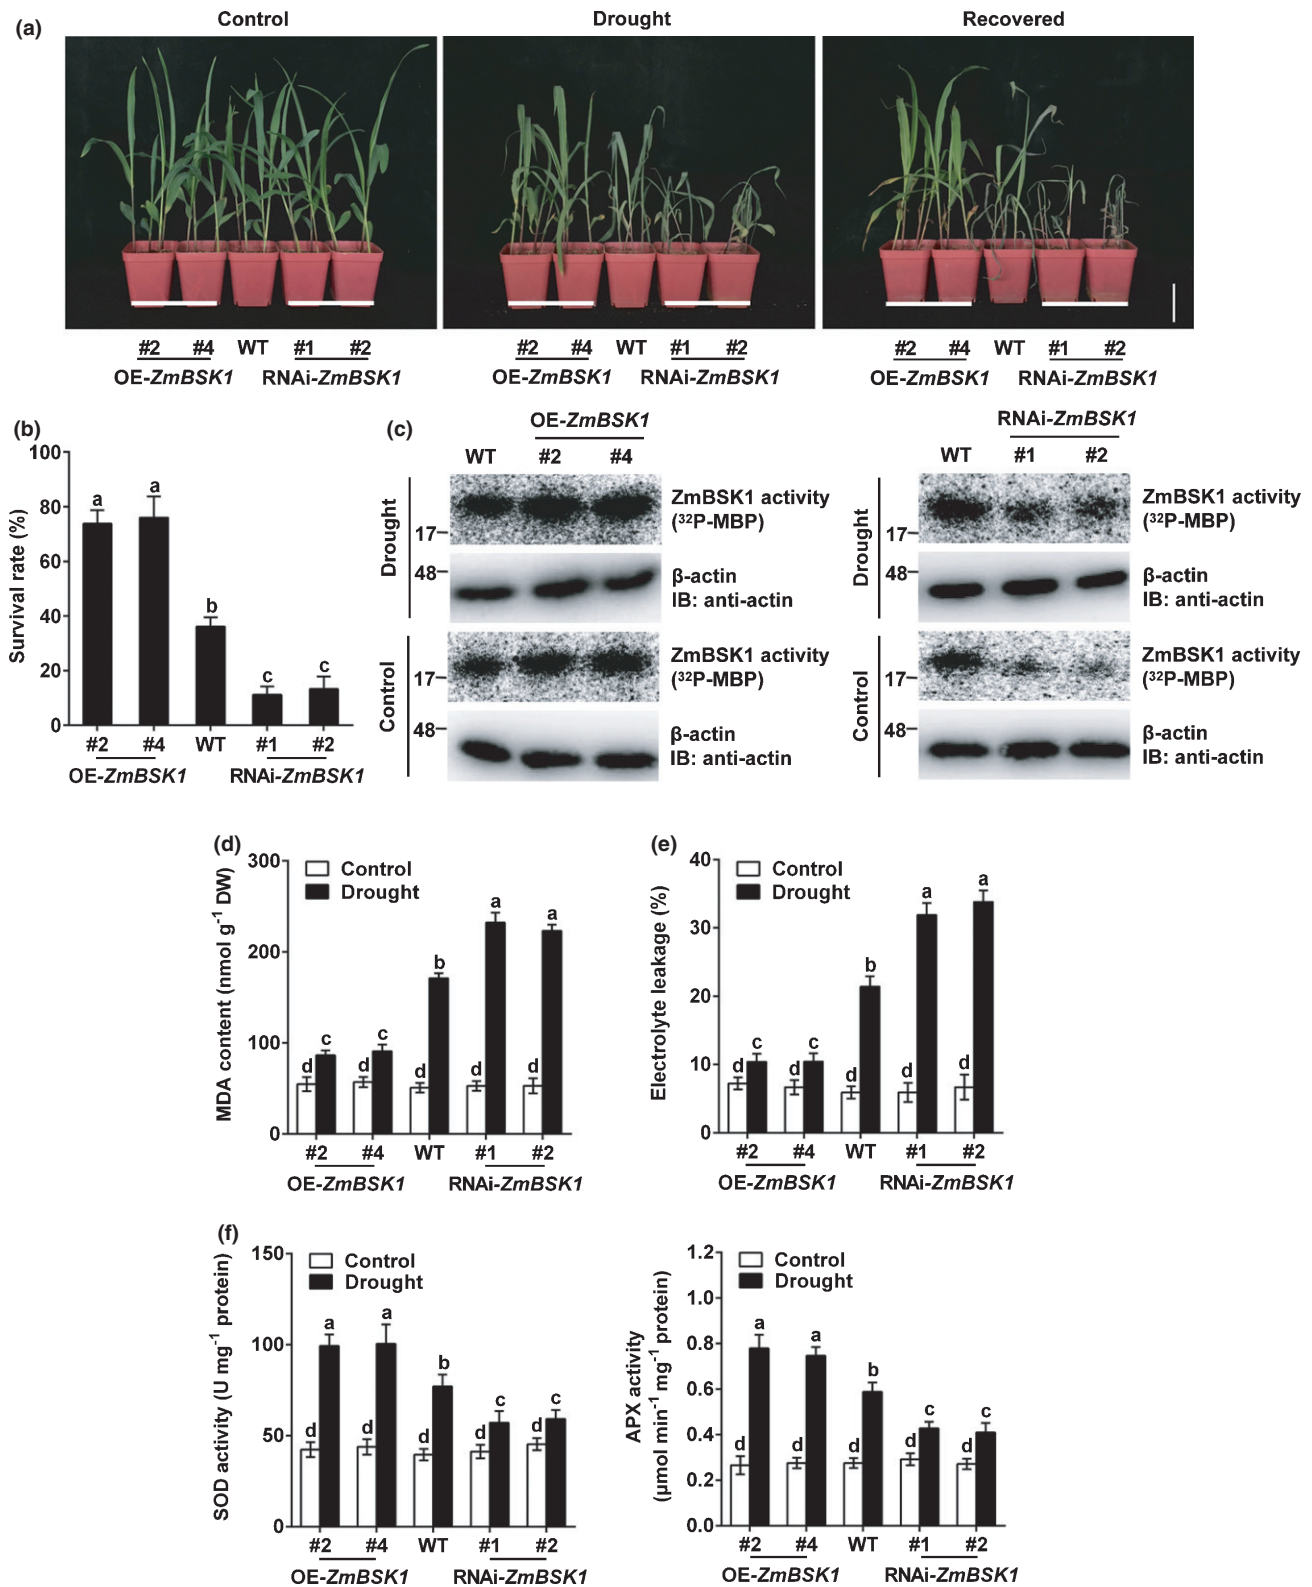 (a)
Control Drought Recovered
#2 #4 WT #1 #2 #2 #4 WT #1 #2 #2 #4 WT #1 #2
OE-ZmBSK1 RNAi-ZmBSK1 OE-ZmBSK1 RNAi-ZmBSK1 OE-ZmBSK1 RNAi-ZmBSK1
(b)
Survival rate (%)
100
80
60
40
20
0
a a b c c
#2 #4 WT #1 #2
OE-ZmBSK1 RNAi-ZmBSK1
(c)
OE-ZmBSK1
WT #2 #4
Drought
17
ZmBSK1 activity
(³²P-MBP)
48
β-actin
IB: anti-actin
Control
17
ZmBSK1 activity
(³²P-MBP)
48
β-actin
IB: anti-actin
RNAi-ZmBSK1
WT #1 #2
Drought
17
ZmBSK1 activity
(³²P-MBP)
48
β-actin
IB: anti-actin
Control
17
ZmBSK1 activity
(³²P-MBP)
48
β-actin
IB: anti-actin
(d)
MDA content (nmol g⁻¹ DW)
300
200
100
0
Control
Drought
d c d c d b d a d a
#2 #4 WT #1 #2
OE-ZmBSK1 RNAi-ZmBSK1
(e)
Electrolyte leakage (%)
40
30
20
10
0
Control
Drought
d c d c d b d a d a
#2 #4 WT #1 #2
OE-ZmBSK1 RNAi-ZmBSK1
(f)
SOD activity (U mg⁻¹ protein)
150
100
50
0
Control
Drought
d a d a d b d c d c
#2 #4 WT #1 #2
OE-ZmBSK1 RNAi-ZmBSK1
APX activity
(μmol min⁻¹ mg⁻¹ protein)
1.2
1.0
0.8
0.6
0.4
0.2
0.0
Control
Drought
d a d a d b d c d c
#2 #4 WT #1 #2
OE-ZmBSK1 RNAi-ZmBSK1